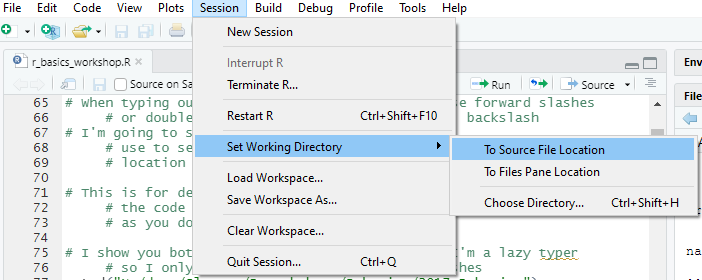 File Edit Code View Plots Session Build Debug Profile Tools Help
New Session
Interrupt R
Terminate R...
Restart R Ctrl+Shift+F10
Set Working Directory
To Source File Location
To Files Pane Location
Choose Directory... Ctrl+Shift+H
Load Workspace...
Save Workspace As...
Clear Workspace...
Quit Session... Ctrl+Q
r_basics_workshop.R
Source on Sa
Run Source
Env
File
65 # When typing ou se forward slashes
66 # or double backslash
67 # I'm going to s
68 # use to se
69 # location
70
71 # This is for de
72 # the code
73 # as you do
74
75 # I show you bot 'm a lazy typer
76 # so I only shes
77
na